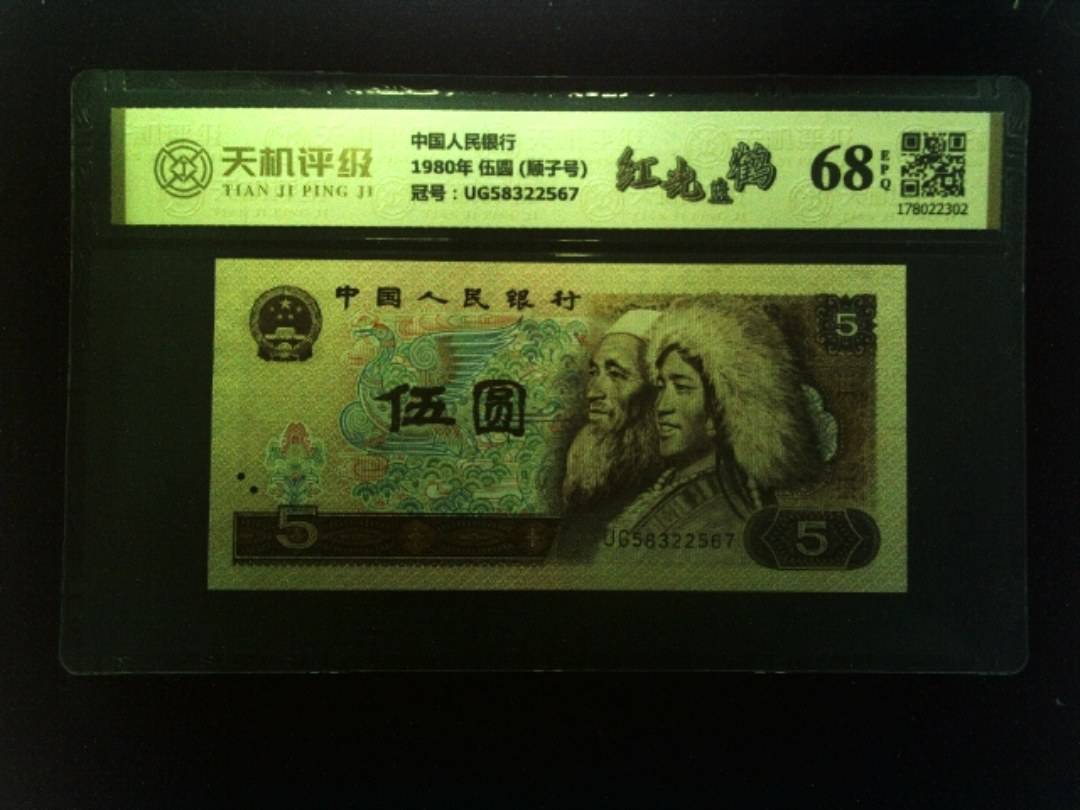 天机评级
TIAN JI PING JI
中国人民银行
1980年 伍圆 (顺子号)
冠号：UG58322567
红光蓝鹤
68
EPQ
178022302
中国人民银行
5
伍圆
5
UG58322567
5